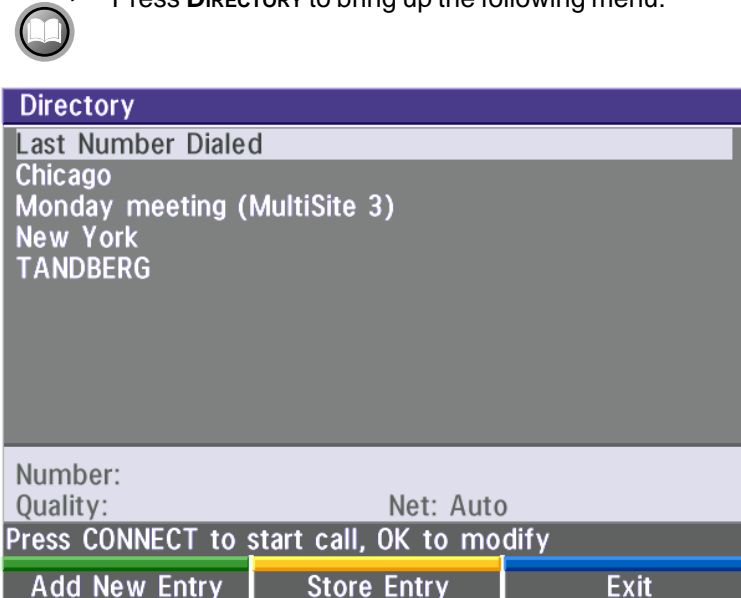 Press DIRECTORY to bring up the following menu:
Directory
Last Number Dialed
Chicago
Monday meeting (MultiSite 3)
New York
TANDBERG
Number:
Quality: Net: Auto
Press CONNECT to start call, OK to modify
Add New Entry Store Entry Exit